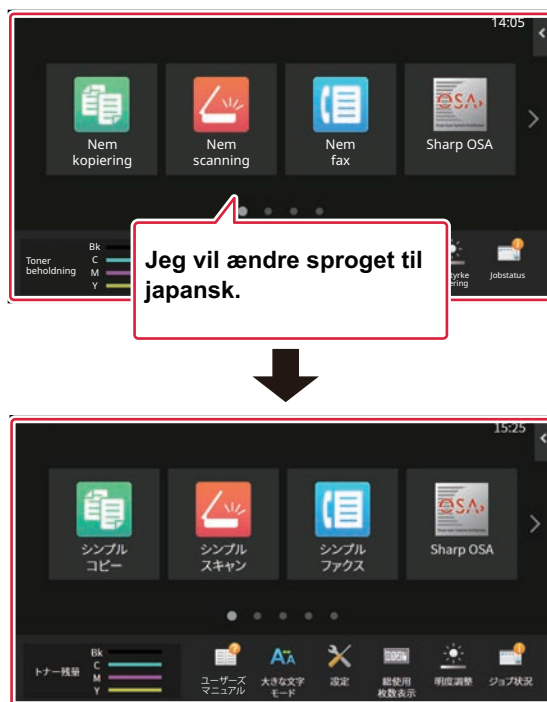 14:05
Nem
kopiering
Nem
scanning
Nem
fax
Sharp OSA
Toner
beholdning
Bk
C
M
Y
Jobstatus
Jeg vil ændre sproget til
japansk.
15:25
シンプル
コピー
シンプル
スキャン
シンプル
ファクス
Sharp OSA
トナー残量
Bk
C
M
Y
ユーザーズ
マニュアル
大きな文字
モード
設定
総使用
枚数表示
明度調整
ジョブ状況